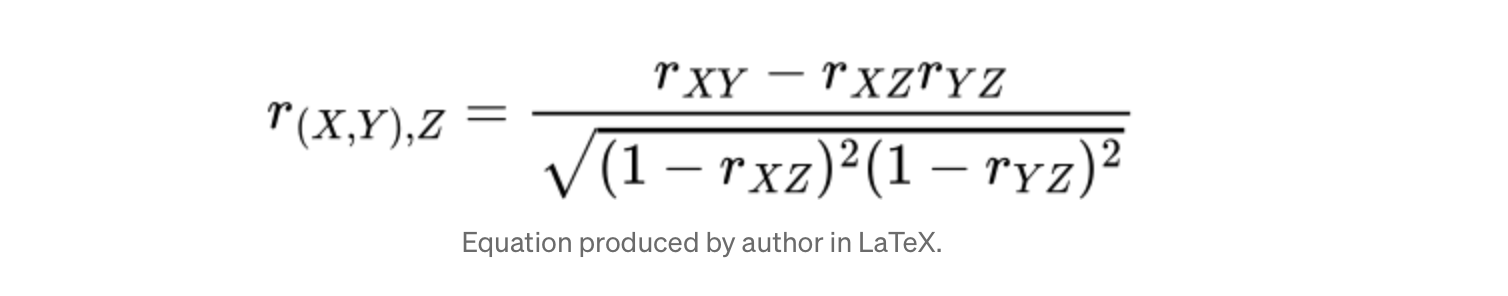 r_{(X,Y),Z} = \frac{r_{XY} - r_{XZ}r_{YZ}}{\sqrt{(1 - r_{XZ})^2(1 - r_{YZ})^2}}
Equation produced by author in LaTeX.